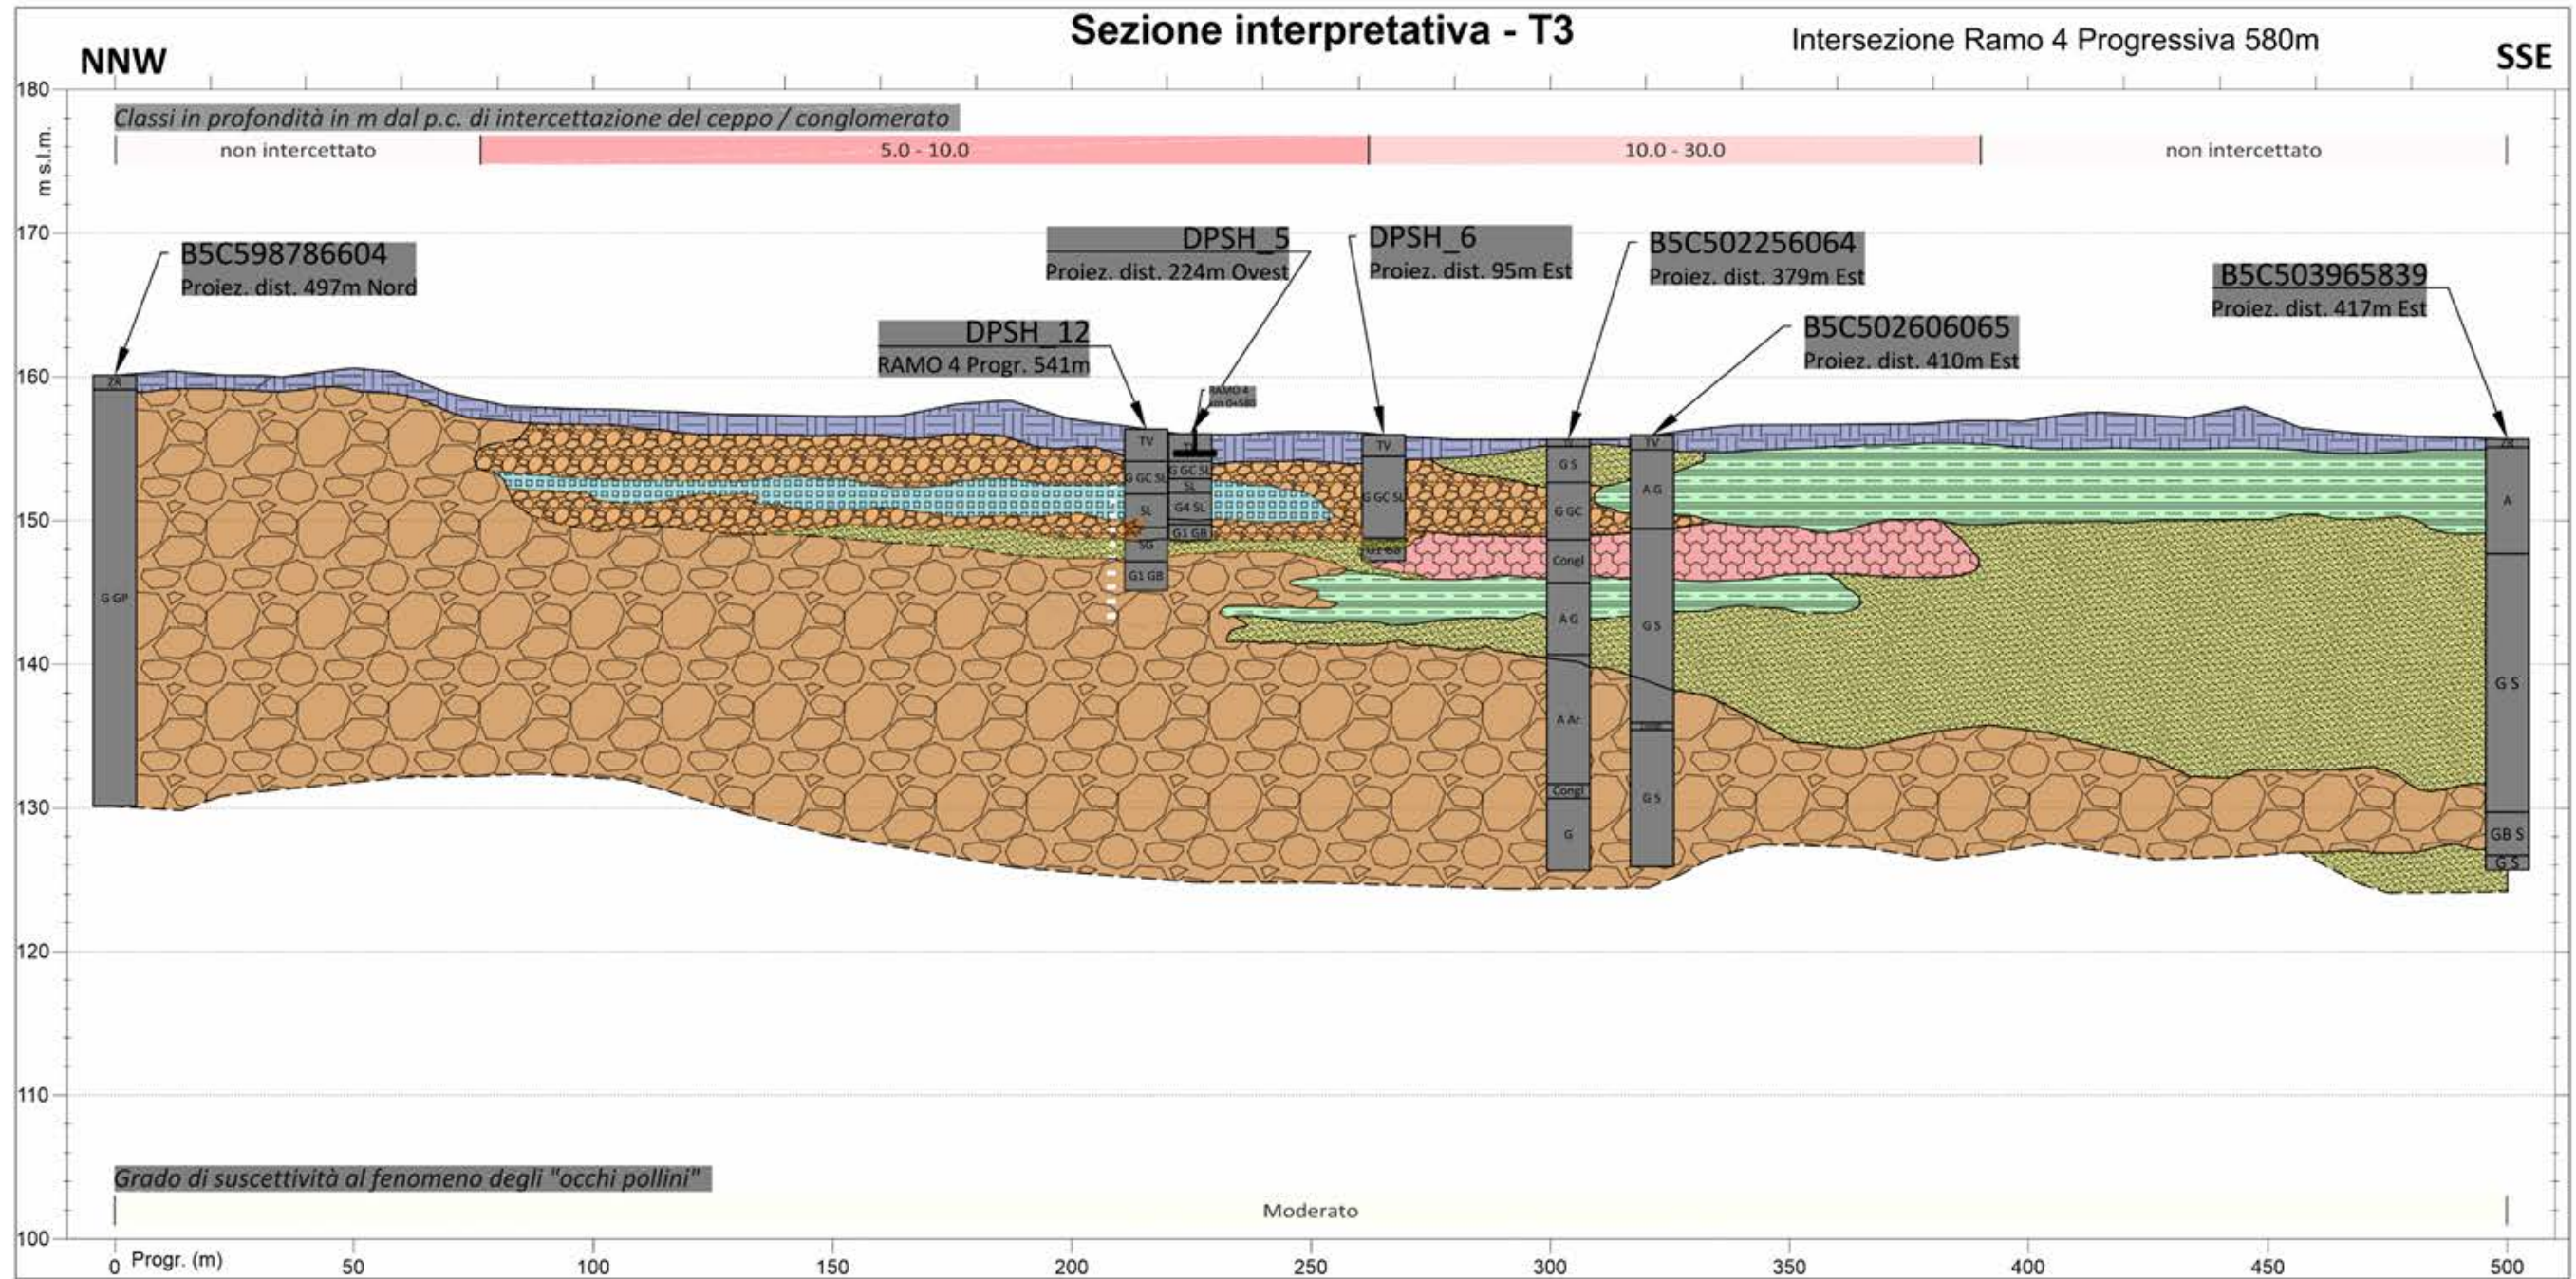 Sezione interpretativa - T3
Intersezione Ramo 4 Progressiva 580m
NNW
SSE
180
170
160
150
140
130
120
110
100
m s.l.m.
Classi in profondità in m dal p.c. di intercettazione del ceppo / conglomerato
non intercettato
5.0 - 10.0
10.0 - 30.0
non intercettato
B5C598786604
Proiez. dist. 497m Nord
DPSH_12
RAMO 4 Progr. 541m
DPSH_5
Proiez. dist. 224m Ovest
RAMO 4
DPSH_6
Proiez. dist. 95m Est
B5C502256064
Proiez. dist. 379m Est
B5C502606065
Proiez. dist. 410m Est
B5C503965839
Proiez. dist. 417m Est
ZR
G GP
TV
G GC SL
SL
SG
G1 GB
G GC SL
SL
G4 SL
G1 GB
TV
G GC SL
G1 GB
G S
G GC
Congl
A G
A Ar
Congl
G
TV
A G
G S
G S
ZR
A
G S
GB S
G S
Grado di suscettività al fenomeno degli "occhi pollini"
Moderato
0
Progr. (m)
50
100
150
200
250
300
350
400
450
500